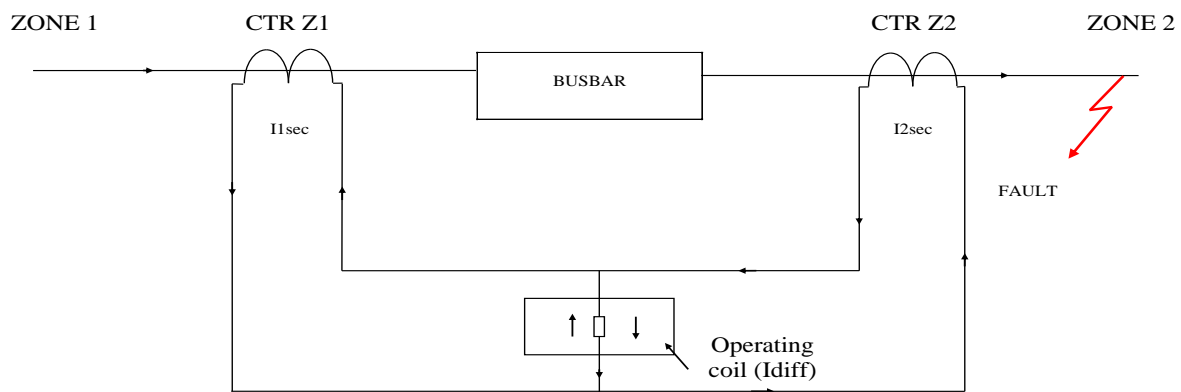 ZONE 1
CTR Z1
CTR Z2
ZONE 2
BUSBAR
I1sec
I2sec
FAULT
Operating
coil (Idiff)